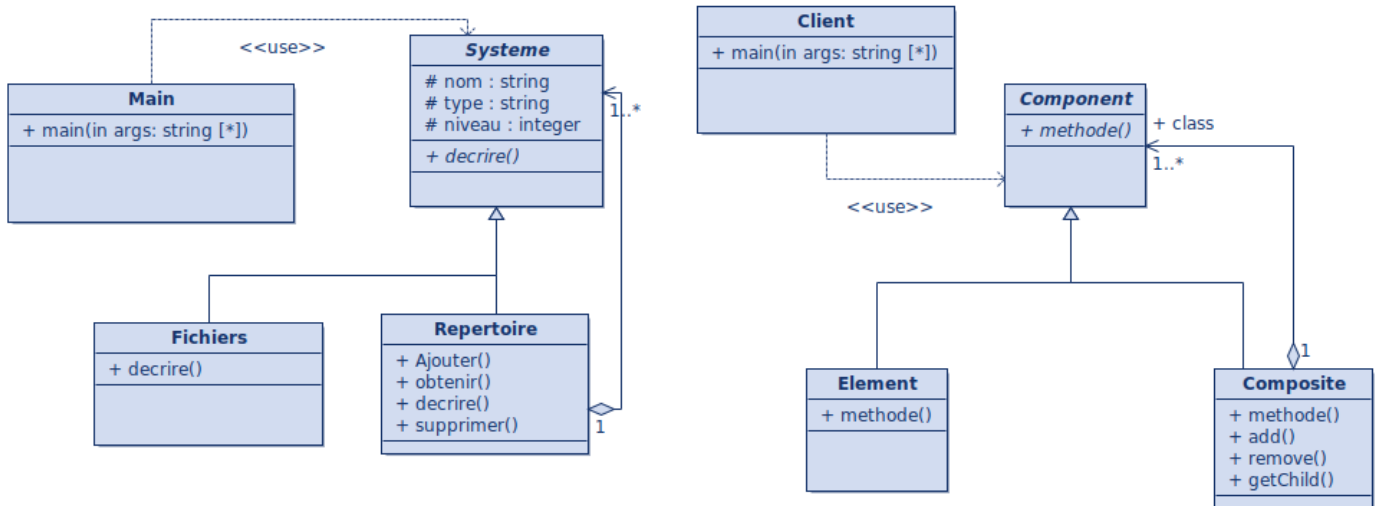 <<use>>
Systeme
# nom : string
# type : string
# niveau : integer
+ decrire()
1..*
Main
+ main(in args: string [*])
Fichiers
+ decrire()
Repertoire
+ Ajouter()
+ obtenir()
+ decrire()
+ supprimer()
1
Client
+ main(in args: string [*])
<<use>>
Component
+ methode()
+ class
1..*
Element
+ methode()
1
Composite
+ methode()
+ add()
+ remove()
+ getChild()